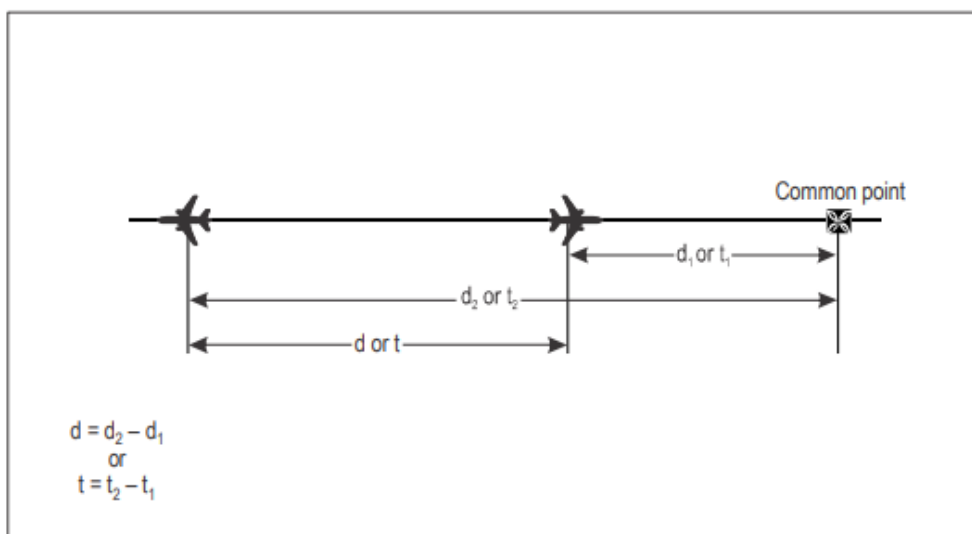 Common point
d₁ or t₁
d₂ or t₂
d or t
d = d₂ – d₁
or
t = t₂ – t₁